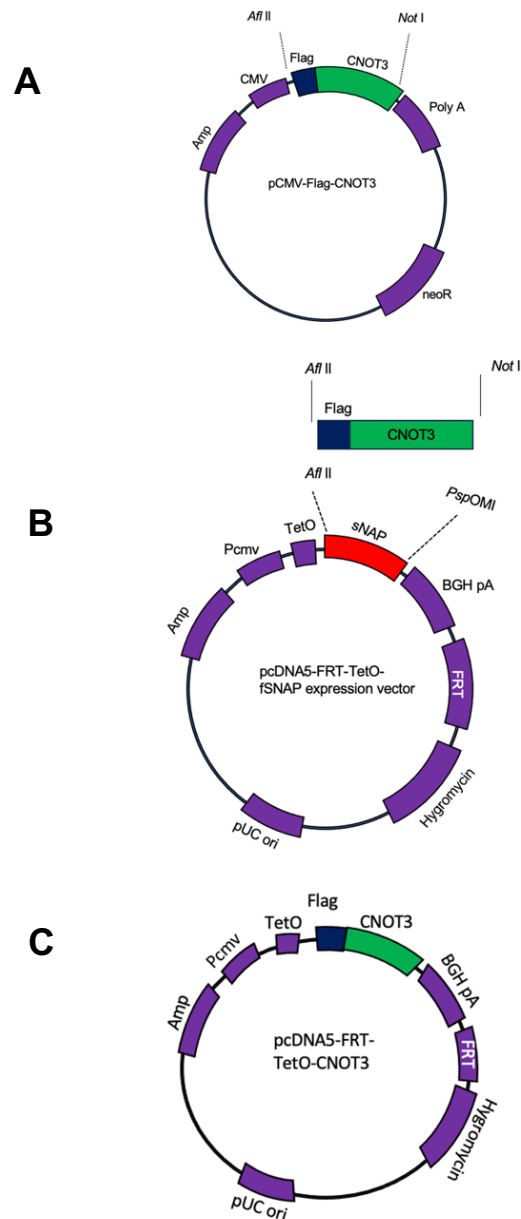 A
Afl II
Not I
Flag
CNOT3
CMV
Poly A
Amp
pCMV-Flag-CNOT3
neoR
Afl II
Not I
Flag
CNOT3
B
Afl II
PspOMI
sNAP
TetO
Pcmv
BGH pA
Amp
pcDNA5-FRT-TetO-
fSNAP expression vector
FRT
Hygromycin
pUC ori
C
Flag
CNOT3
TetO
Pcmv
BGH pA
Amp
pcDNA5-FRT-
TetO-CNOT3
FRT
Hygromycin
pUC ori